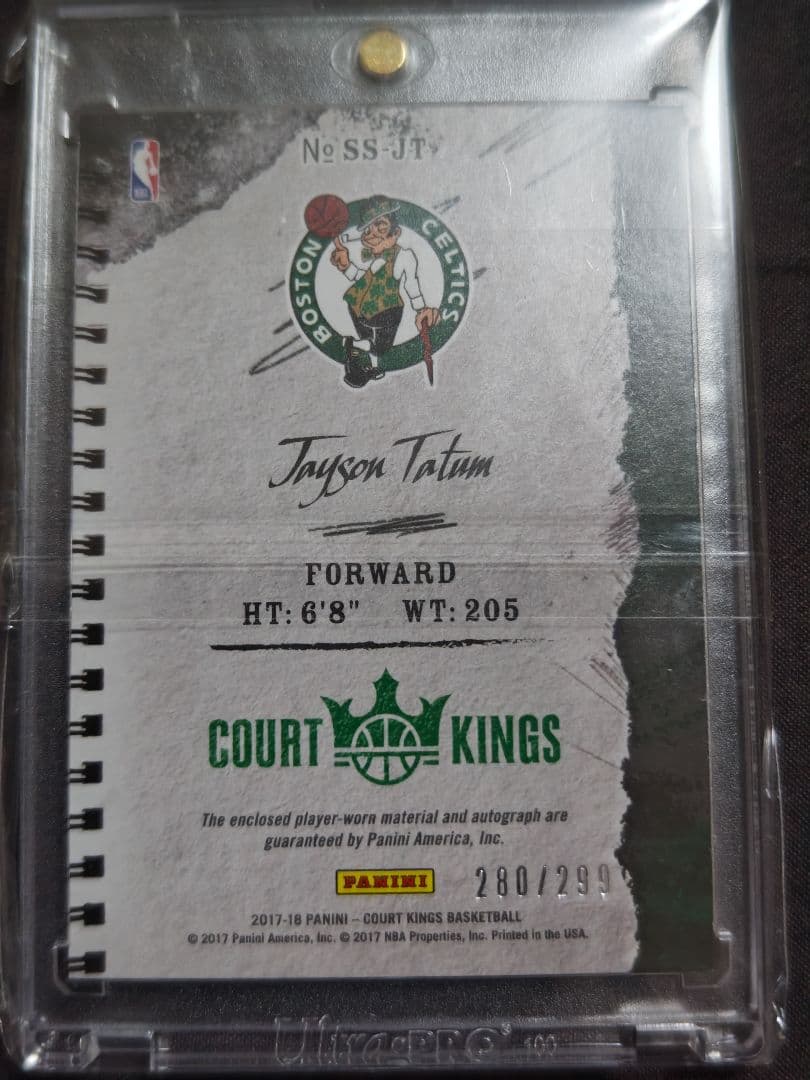 No SS-JT
BOSTON CELTICS
Jayson Tatum
FORWARD
HT: 6'8" WT: 205
COURT KINGS
The enclosed player-worn material and autograph are
guaranteed by Panini America, Inc.
PANINI 280/299
2017-18 PANINI – COURT KINGS BASKETBALL
© 2017 Panini America, Inc. © 2017 NBA Properties, Inc. Printed in the USA.
Ultra•PRO